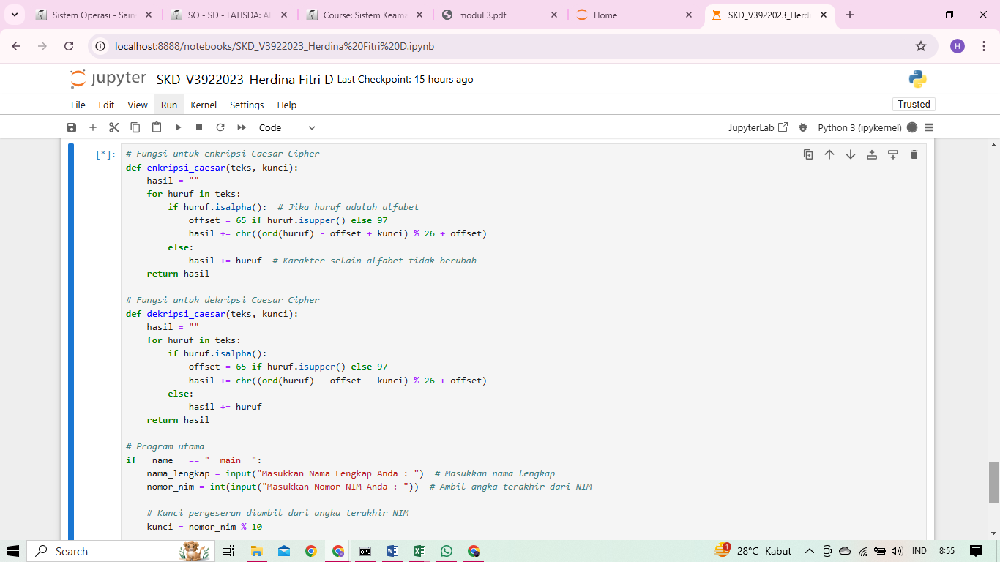 Sistem Operasi - Sain
SO - SD - FATISDA: Al
Course: Sistem Keam
modul 3.pdf
Home
SKD_V3922023_Herdi
localhost:8888/notebooks/SKD_V3922023_Herdina%20Fitri%20D.ipynb
H
jupyter SKD_V3922023_Herdina Fitri D Last Checkpoint: 15 hours ago
File Edit View Run Kernel Settings Help
Trusted
Code
JupyterLab
Python 3 (ipykernel)
[*]:
# Fungsi untuk enkripsi Caesar Cipher
def enkripsi_caesar(teks, kunci):
    hasil = ""
    for huruf in teks:
        if huruf.isalpha():  # Jika huruf adalah alfabet
            offset = 65 if huruf.isupper() else 97
            hasil += chr((ord(huruf) - offset + kunci) % 26 + offset)
        else:
            hasil += huruf  # Karakter selain alfabet tidak berubah
    return hasil
# Fungsi untuk dekripsi Caesar Cipher
def dekripsi_caesar(teks, kunci):
    hasil = ""
    for huruf in teks:
        if huruf.isalpha():
            offset = 65 if huruf.isupper() else 97
            hasil += chr((ord(huruf) - offset - kunci) % 26 + offset)
        else:
            hasil += huruf
    return hasil
# Program utama
if __name__ == "__main__":
    nama_lengkap = input("Masukkan Nama Lengkap Anda : ")  # Masukkan nama lengkap
    nomor_nim = int(input("Masukkan Nomor NIM Anda : "))  # Ambil angka terakhir dari NIM
    # Kunci pergeseran diambil dari angka terakhir NIM
    kunci = nomor_nim % 10
Search
1
28°C Kabut
IND
8:55